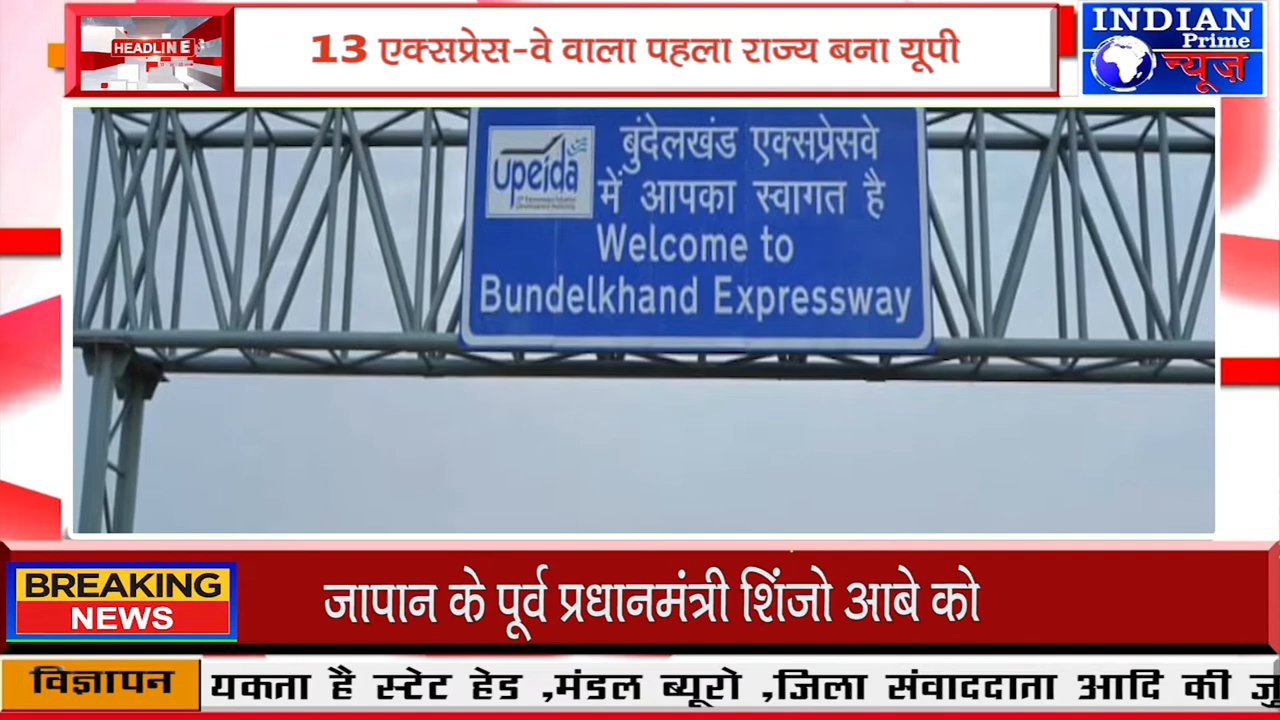 HEADLINE
13 एक्सप्रेस-वे वाला पहला राज्य बना यूपी
INDIAN
Prime
न्यूज़
upeida
बुंदेलखंड एक्सप्रेसवे
में आपका स्वागत है
Welcome to
Bundelkhand Expressway
BREAKING
NEWS
जापान के पूर्व प्रधानमंत्री शिंजो आबे को
विज्ञापन
यकता है स्टेट हेड ,मंडल ब्यूरो ,जिला संवाददाता आदि की जु